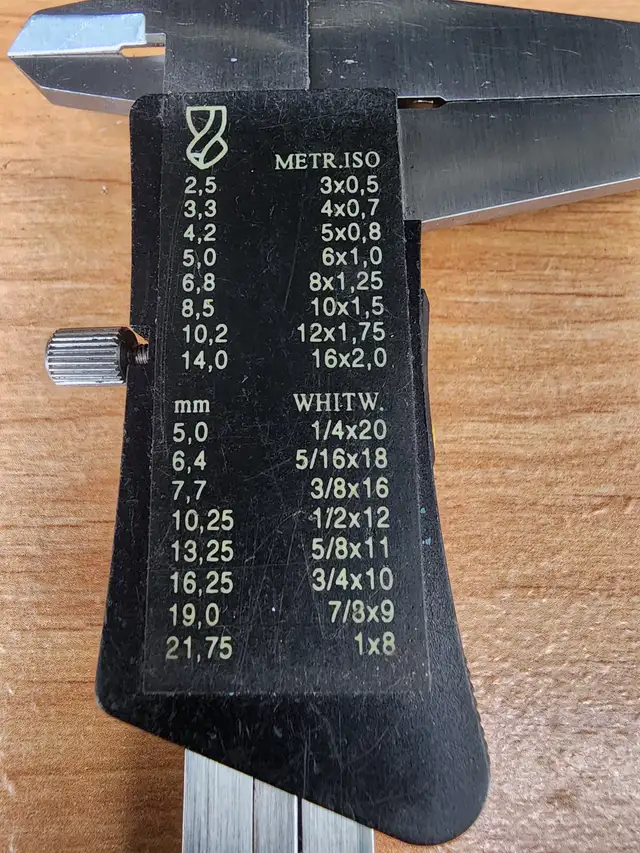 METR.ISO
2,5 3x0,5
3,3 4x0,7
4,2 5x0,8
5,0 6x1,0
6,8 8x1,25
8,5 10x1,5
10,2 12x1,75
14,0 16x2,0
mm WHITW.
5,0 1/4x20
6,4 5/16x18
7,7 3/8x16
10,25 1/2x12
13,25 5/8x11
16,25 3/4x10
19,0 7/8x9
21,75 1x8